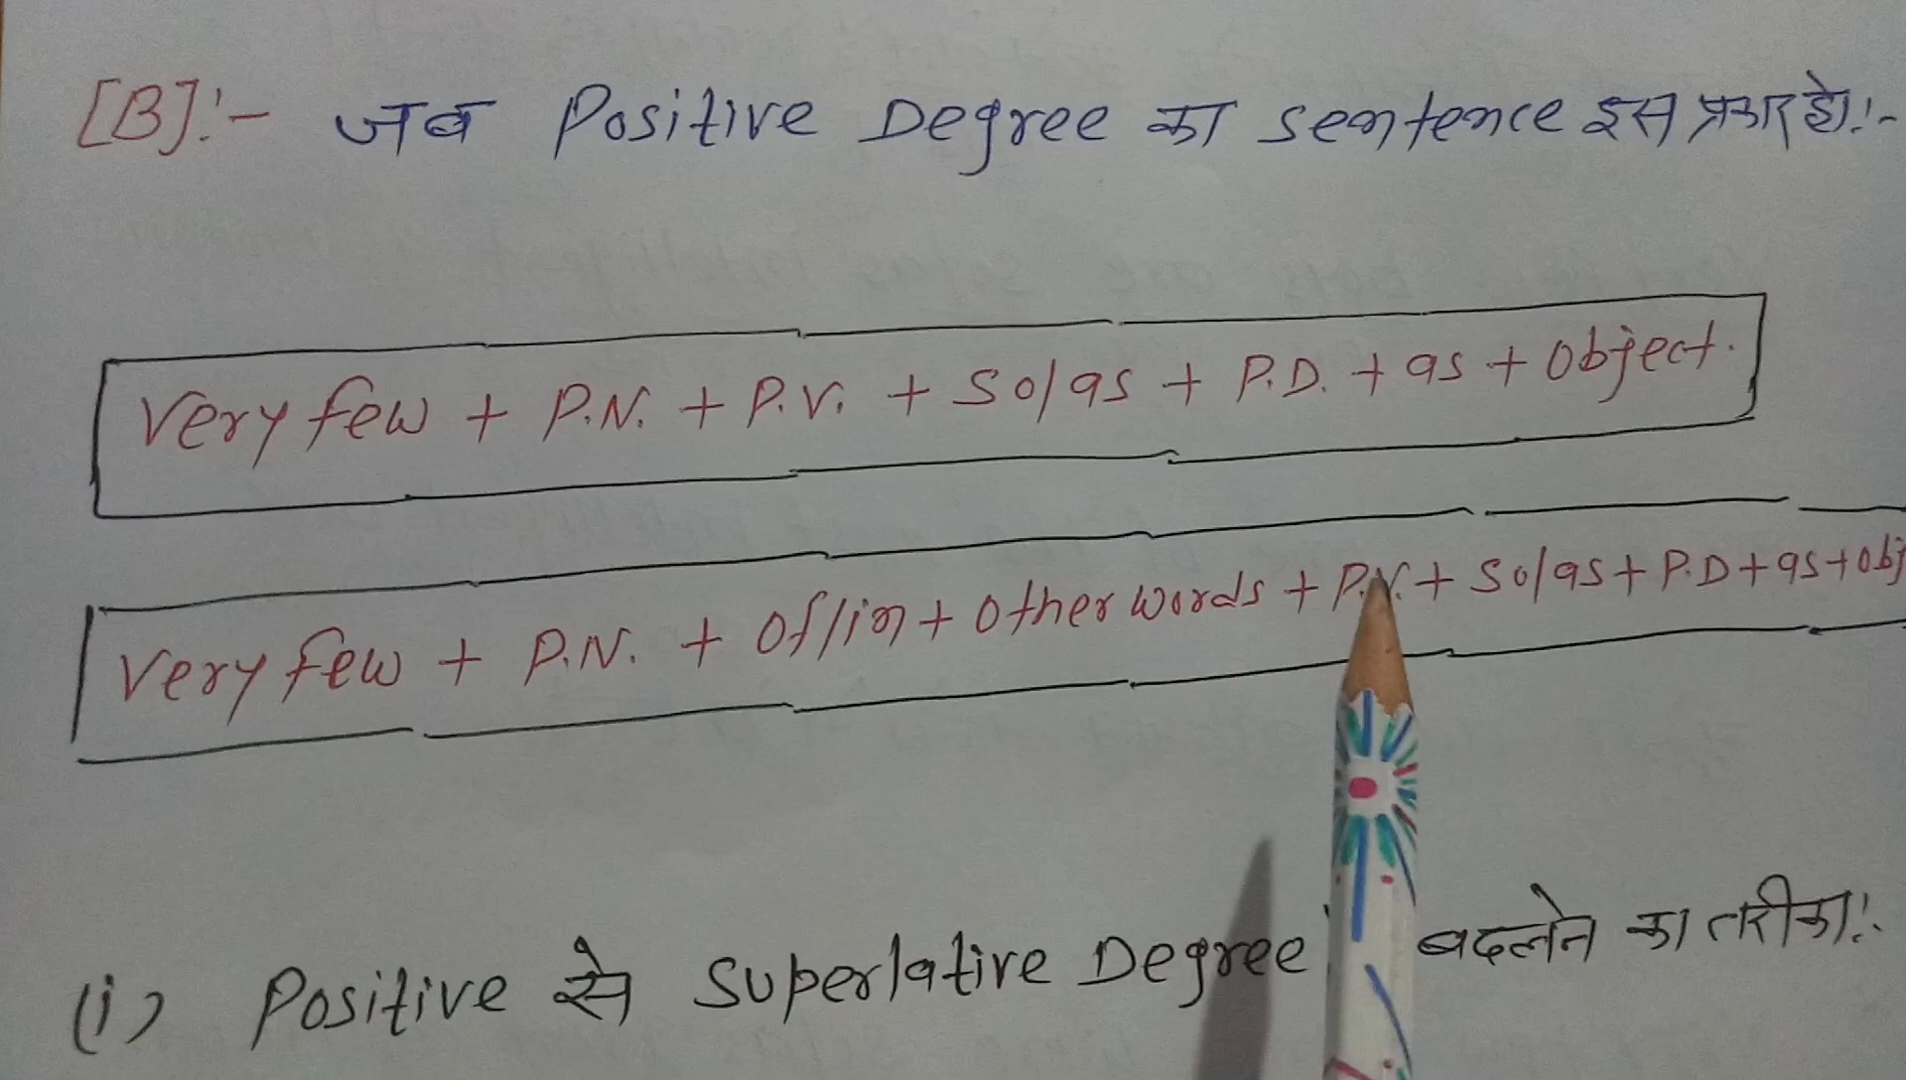 [B]:- जब Positive Degree का sentence इस प्रकार हो:-
Very few + P.N. + P.V. + so/as + P.D. + as + object.
Very few + P.N. + of/in + other words + P.V. + so/as + P.D + as + obj
(i) Positive से Superlative Degree बदलने का तरीका:-